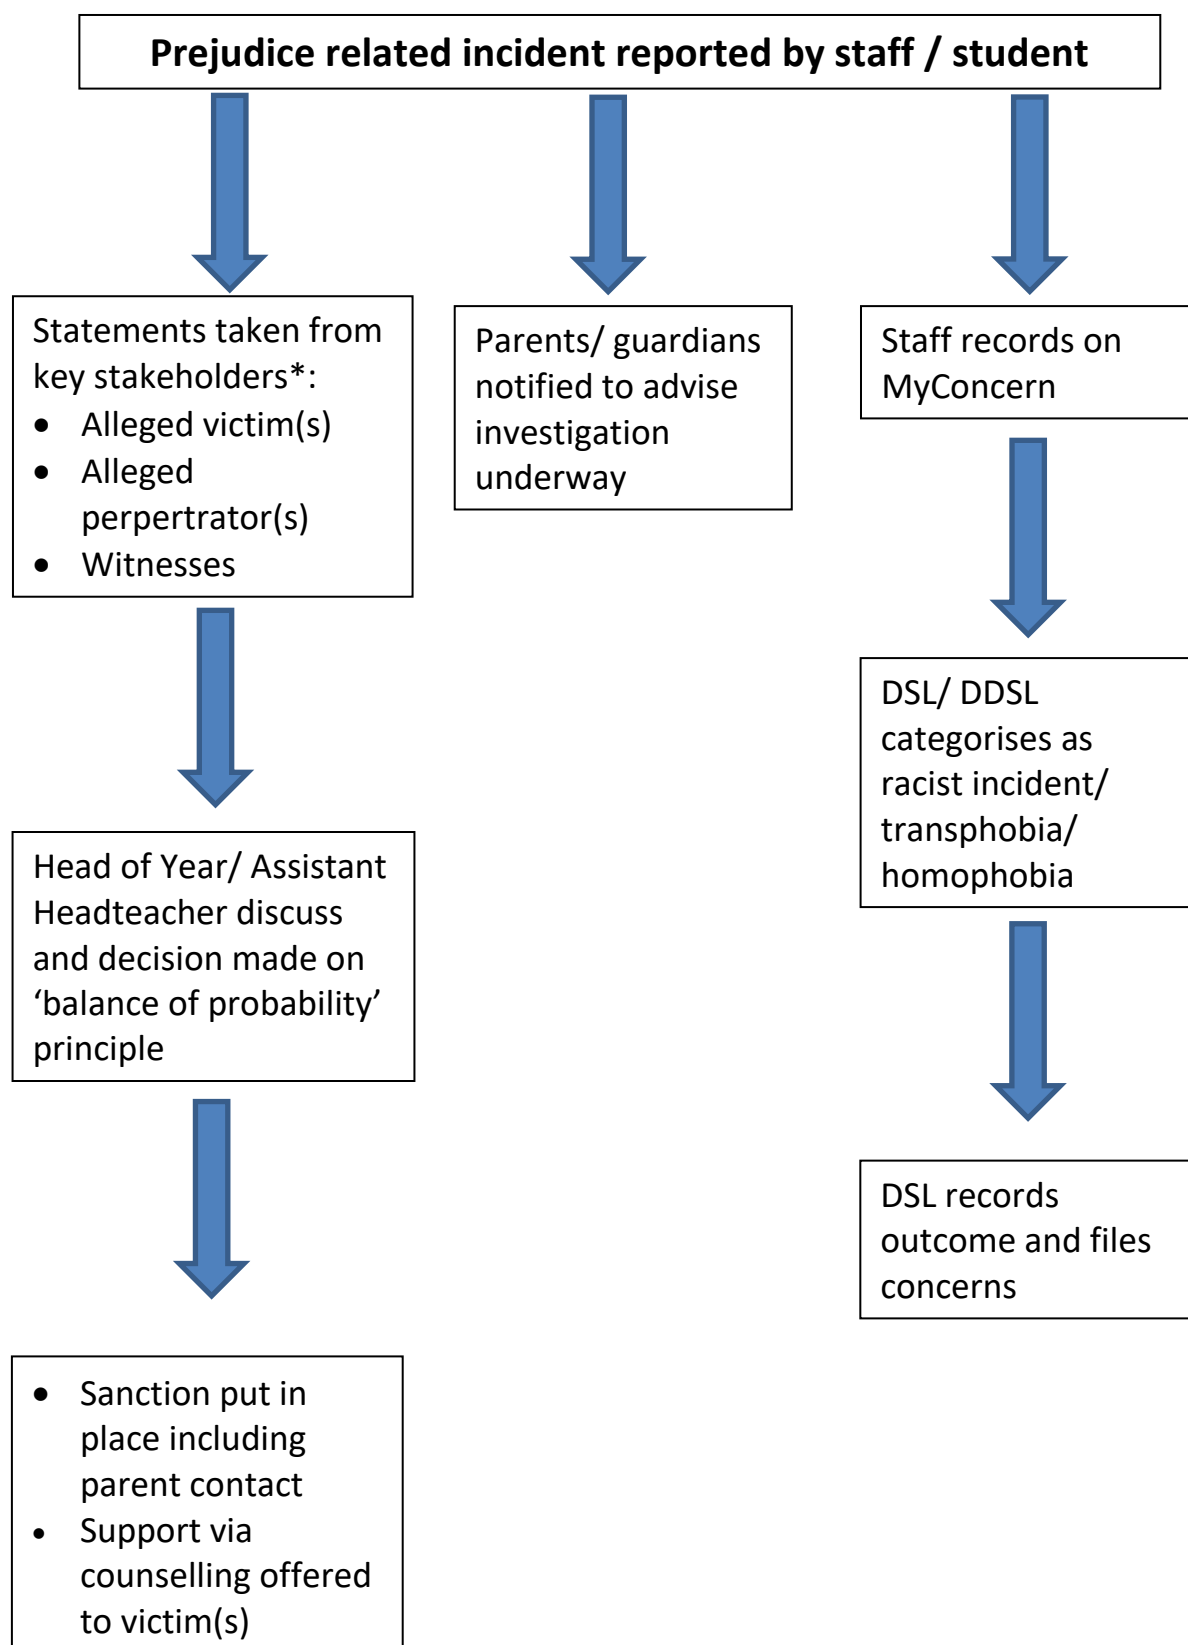 Prejudice related incident reported by staff / student
Statements taken from
key stakeholders*:
• Alleged victim(s)
• Alleged
perpertrator(s)
• Witnesses
Parents/ guardians
notified to advise
investigation
underway
Staff records on
MyConcern
DSL/ DDSL
categorises as
racist incident/
transphobia/
homophobia
Head of Year/ Assistant
Headteacher discuss
and decision made on
‘balance of probability’
principle
DSL records
outcome and files
concerns
• Sanction put in
place including
parent contact
• Support via
counselling offered
to victim(s)